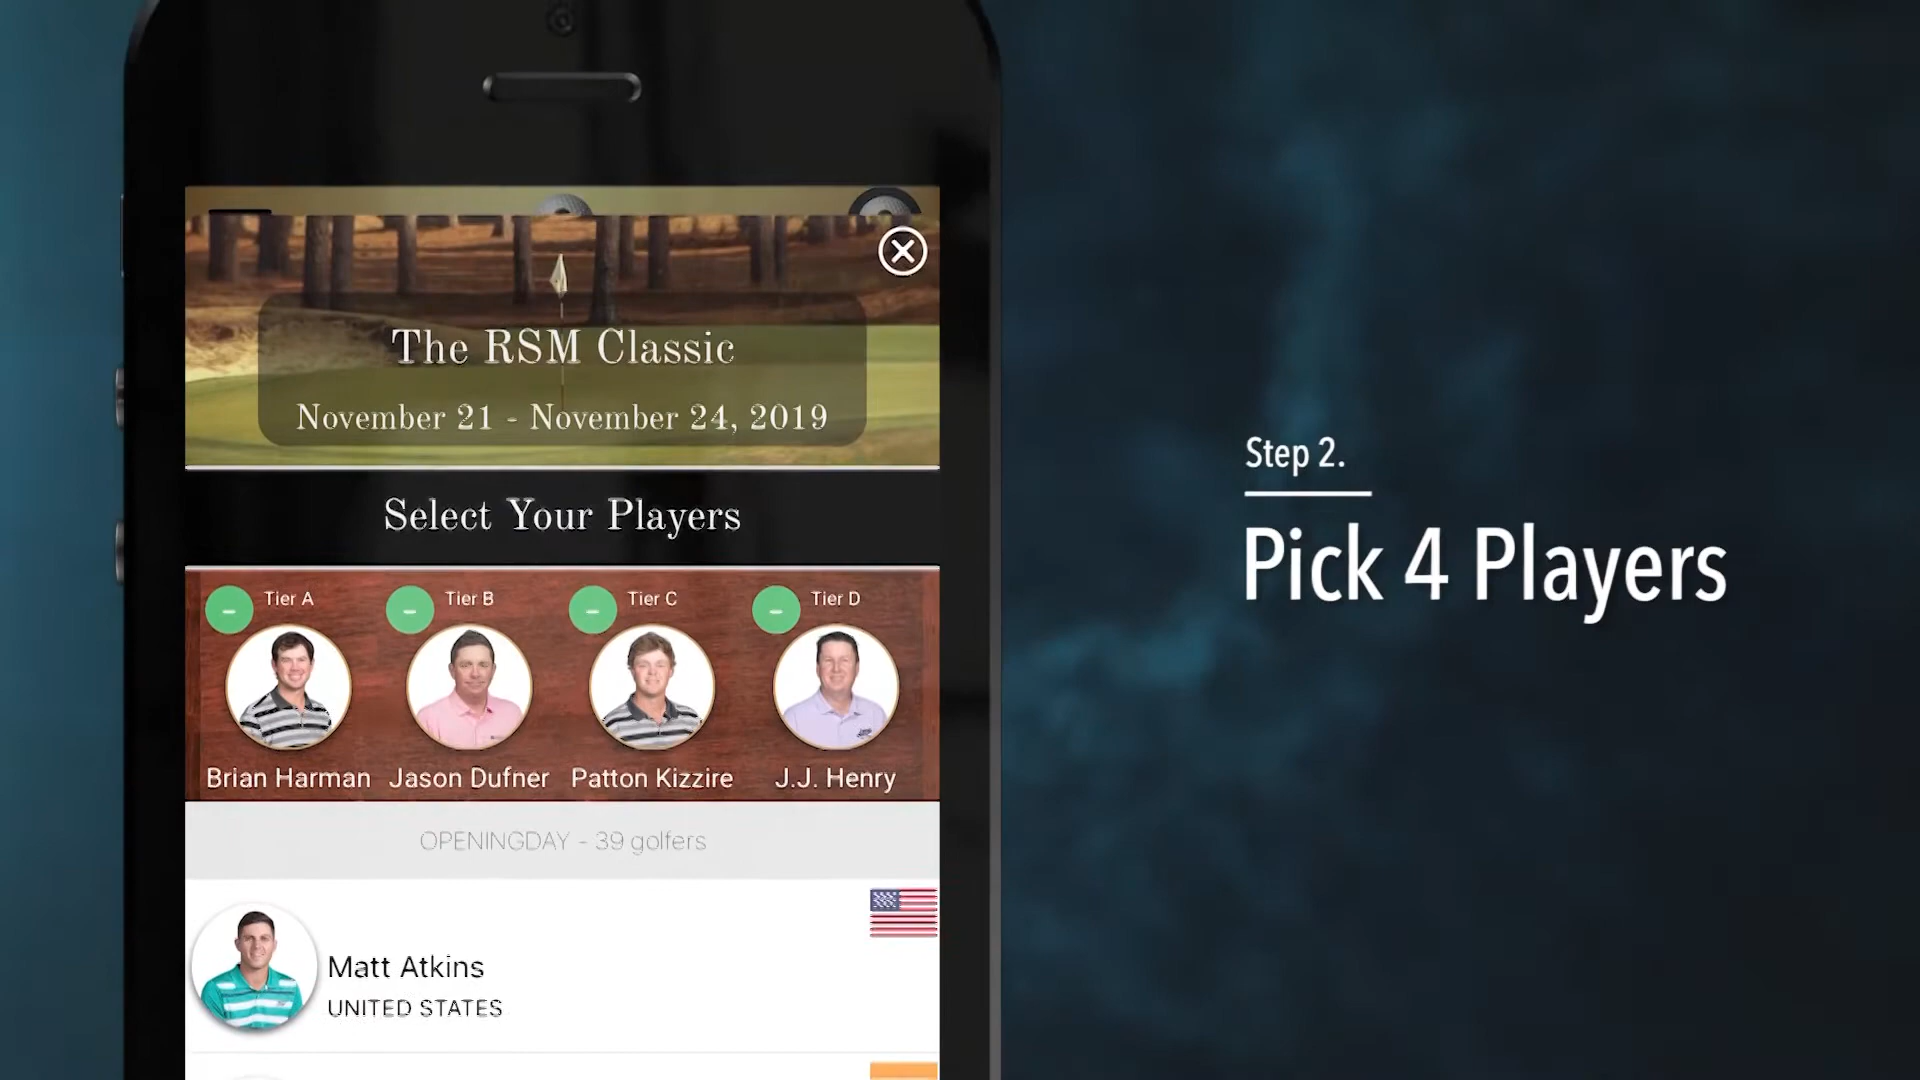 The RSM Classic
November 21 - November 24, 2019
Select Your Players
Tier A
Tier B
Tier C
Tier D
Brian Harman
Jason Dufner
Patton Kizzire
J.J. Henry
OPENINGDAY - 39 golfers
Matt Atkins
UNITED STATES
Step 2.
Pick 4 Players